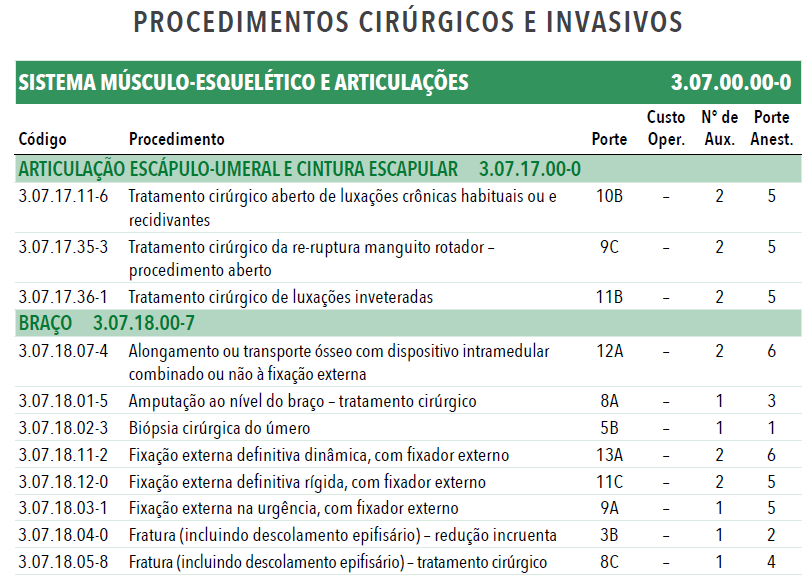 PROCEDIMENTOS CIRÚRGICOS E INVASIVOS
SISTEMA MÚSCULO-ESQUELÉTICO E ARTICULAÇÕES 3.07.00.00-0
Custo Nº de Porte
Código Procedimento Porte Oper. Aux. Anest.
ARTICULAÇÃO ESCÁPULO-UMERAL E CINTURA ESCAPULAR 3.07.17.00-0
3.07.17.11-6 Tratamento cirúrgico aberto de luxações crônicas habituais ou e 10B – 2 5
recidivantes
3.07.17.35-3 Tratamento cirúrgico da re-ruptura manguito rotador – 9C – 2 5
procedimento aberto
3.07.17.36-1 Tratamento cirúrgico de luxações inveteradas 11B – 2 5
BRAÇO 3.07.18.00-7
3.07.18.07-4 Alongamento ou transporte ósseo com dispositivo intramedular 12A – 2 6
combinado ou não à fixação externa
3.07.18.01-5 Amputação ao nível do braço – tratamento cirúrgico 8A – 1 3
3.07.18.02-3 Biópsia cirúrgica do úmero 5B – 1 1
3.07.18.11-2 Fixação externa definitiva dinâmica, com fixador externo 13A – 2 6
3.07.18.12-0 Fixação externa definitiva rígida, com fixador externo 11C – 2 5
3.07.18.03-1 Fixação externa na urgência, com fixador externo 9A – 1 5
3.07.18.04-0 Fratura (incluindo descolamento epifisário) – redução incruenta 3B – 1 2
3.07.18.05-8 Fratura (incluindo descolamento epifisário) – tratamento cirúrgico 8C – 1 4